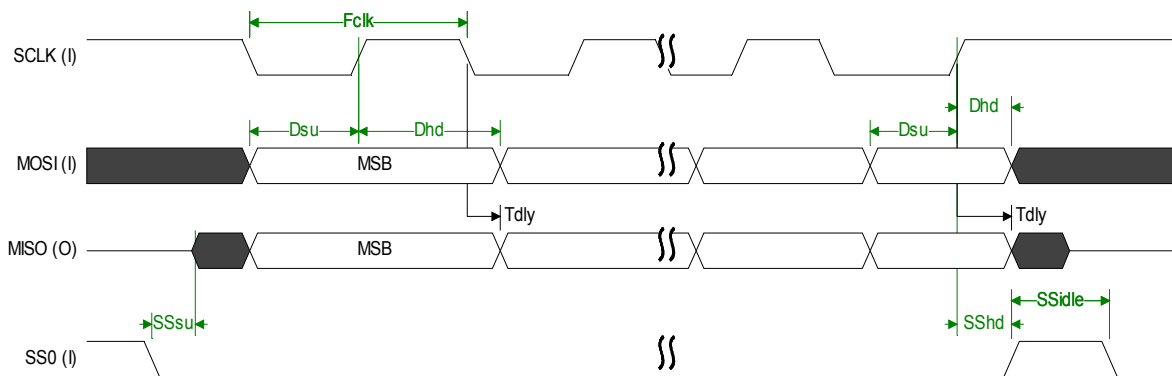 Fclk
SCLK (I)
Dhd
Dsu Dhd Dsu
MOSI (I) MSB
Tdly Tdly
MISO (O) MSB
SSidle
SSsu SShd
SS0 (I)